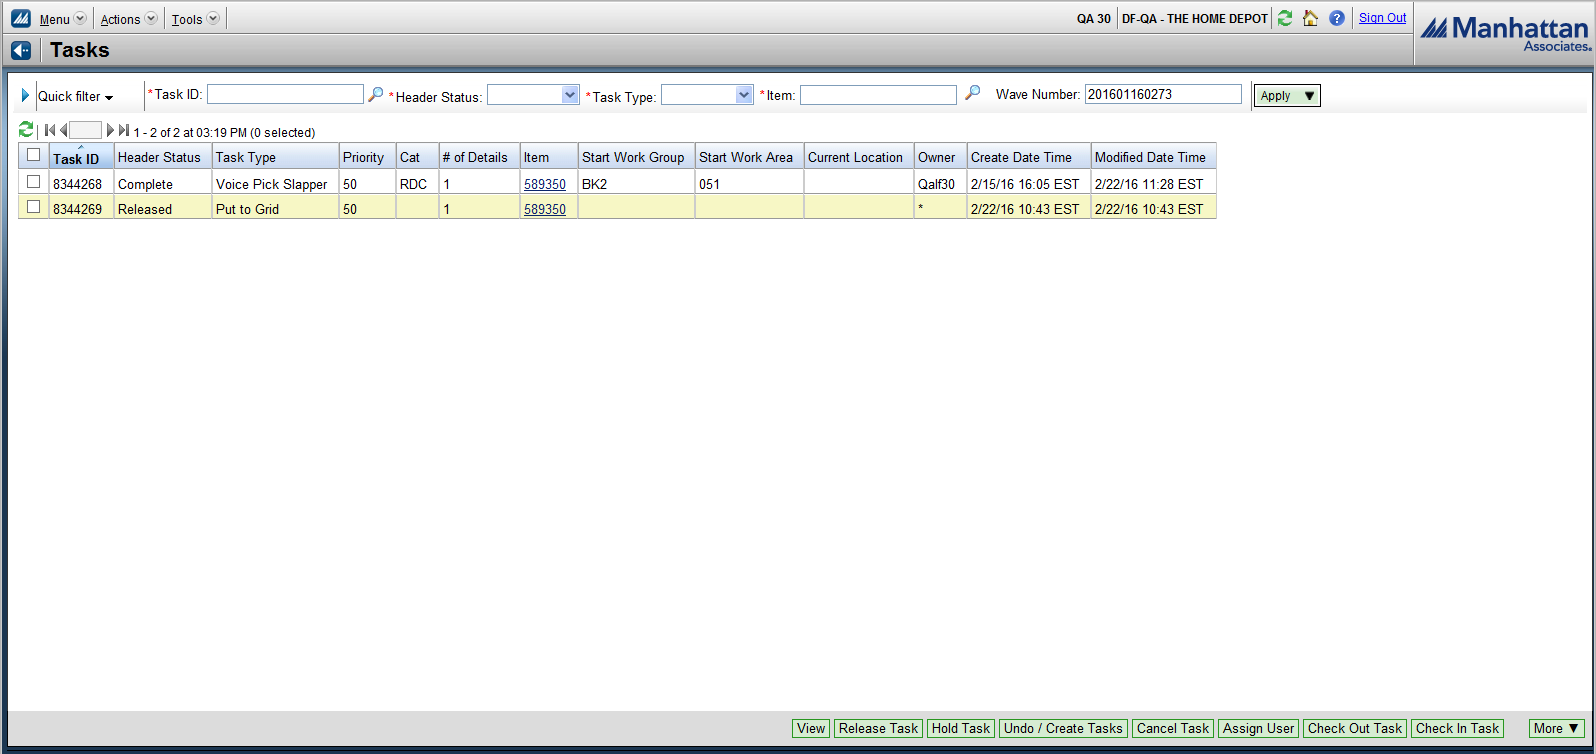 Menu Actions Tools QA 30 DF-QA - THE HOME DEPOT Sign Out Manhattan Associates.
Tasks
Quick filter *Task ID: *Header Status: *Task Type: *Item: Wave Number: 201601160273 Apply ▼
1 - 2 of 2 at 03:19 PM (0 selected)
Task ID Header Status Task Type Priority Cat # of Details Item Start Work Group Start Work Area Current Location Owner Create Date Time Modified Date Time
8344268 Complete Voice Pick Slapper 50 RDC 1 589350 BK2 051 Qalf30 2/15/16 16:05 EST 2/22/16 11:28 EST
8344269 Released Put to Grid 50 1 589350 * 2/22/16 10:43 EST 2/22/16 10:43 EST
View Release Task Hold Task Undo / Create Tasks Cancel Task Assign User Check Out Task Check In Task More ▼